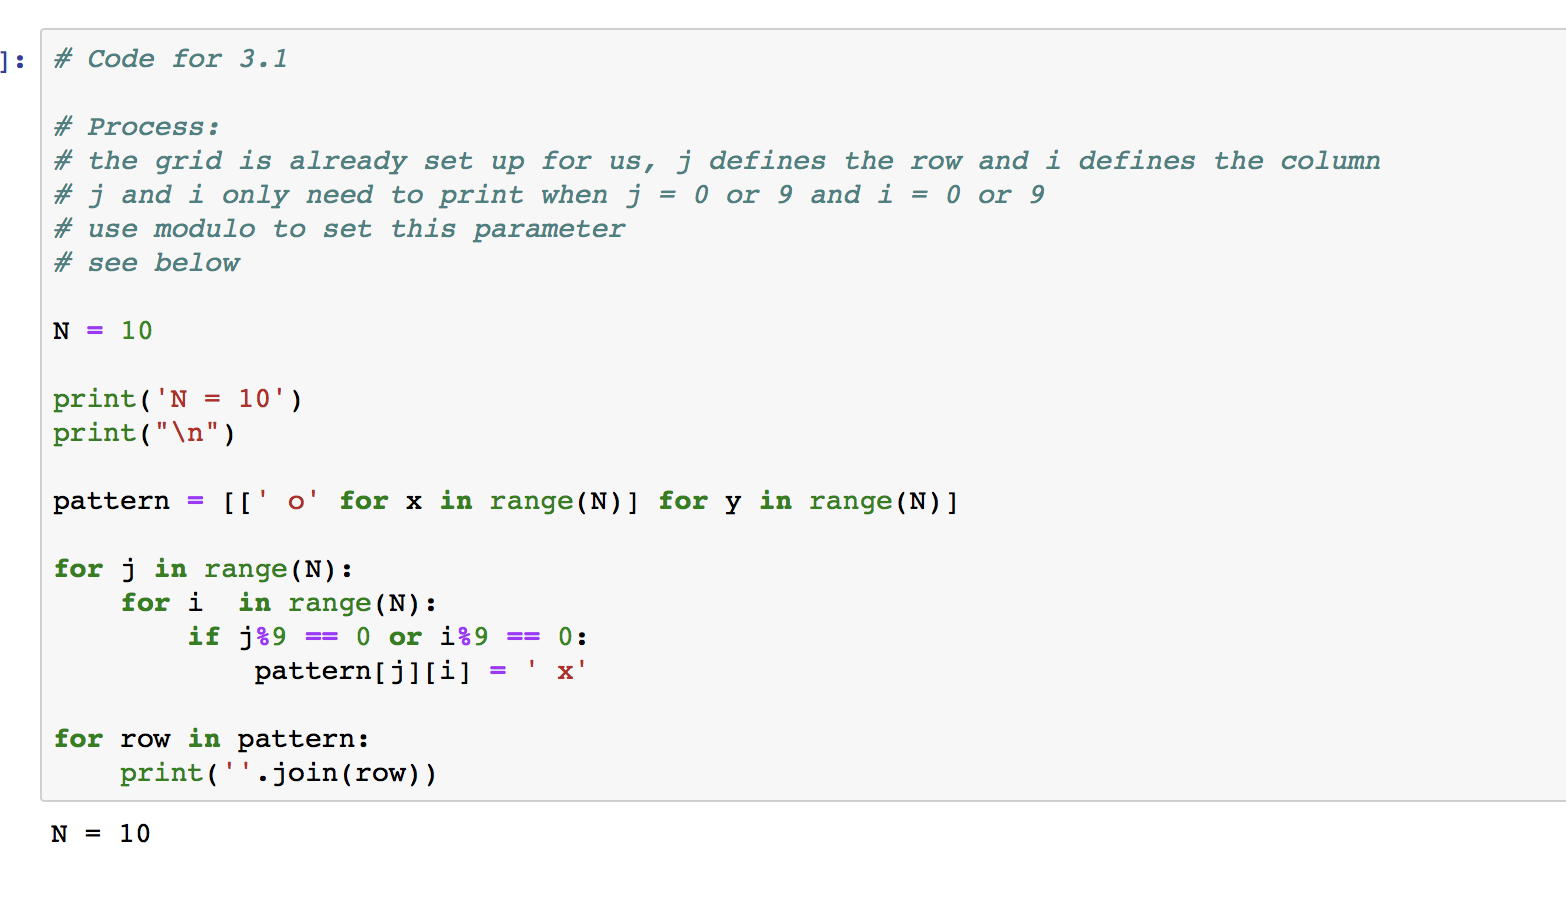 ]:
# Code for 3.1
# Process:
# the grid is already set up for us, j defines the row and i defines the column
# j and i only need to print when j = 0 or 9 and i = 0 or 9
# use modulo to set this parameter
# see below
N = 10
print('N = 10')
print("\n")
pattern = [[' o' for x in range(N)] for y in range(N)]
for j in range(N):
    for i  in range(N):
        if j%9 == 0 or i%9 == 0:
            pattern[j][i] = ' x'
for row in pattern:
    print(''.join(row))
N = 10